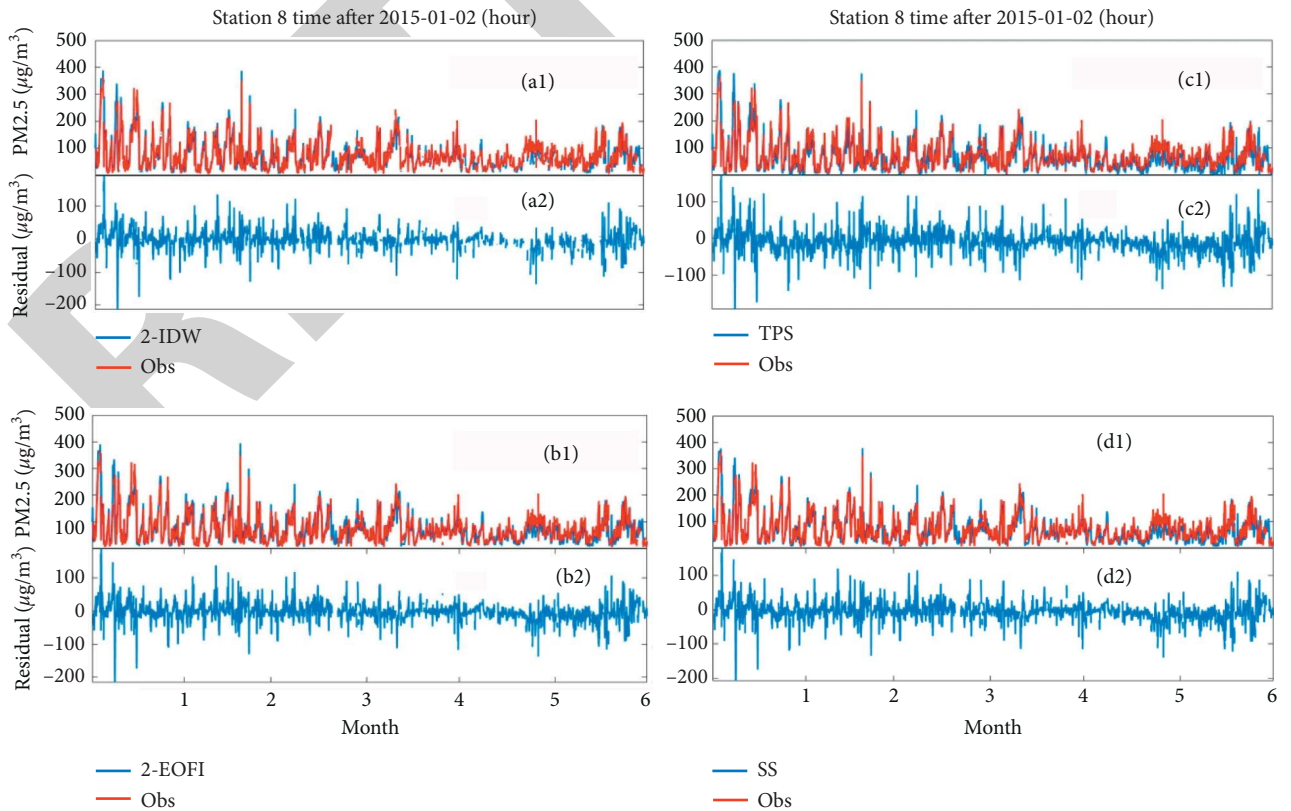 Station 8 time after 2015-01-02 (hour)
PM2.5 (μg/m³)
500
400
300
200
100
(a1)
Residual (μg/m³)
100
0
−100
−200
(a2)
2-IDW
Obs
Station 8 time after 2015-01-02 (hour)
500
400
300
200
100
(c1)
100
0
−100
(c2)
TPS
Obs
PM2.5 (μg/m³)
500
400
300
200
100
(b1)
Residual (μg/m³)
100
0
−100
−200
(b2)
1 2 3 4 5 6
Month
2-EOFI
Obs
500
400
300
200
100
(d1)
100
0
−100
−200
(d2)
1 2 3 4 5 6
Month
SS
Obs